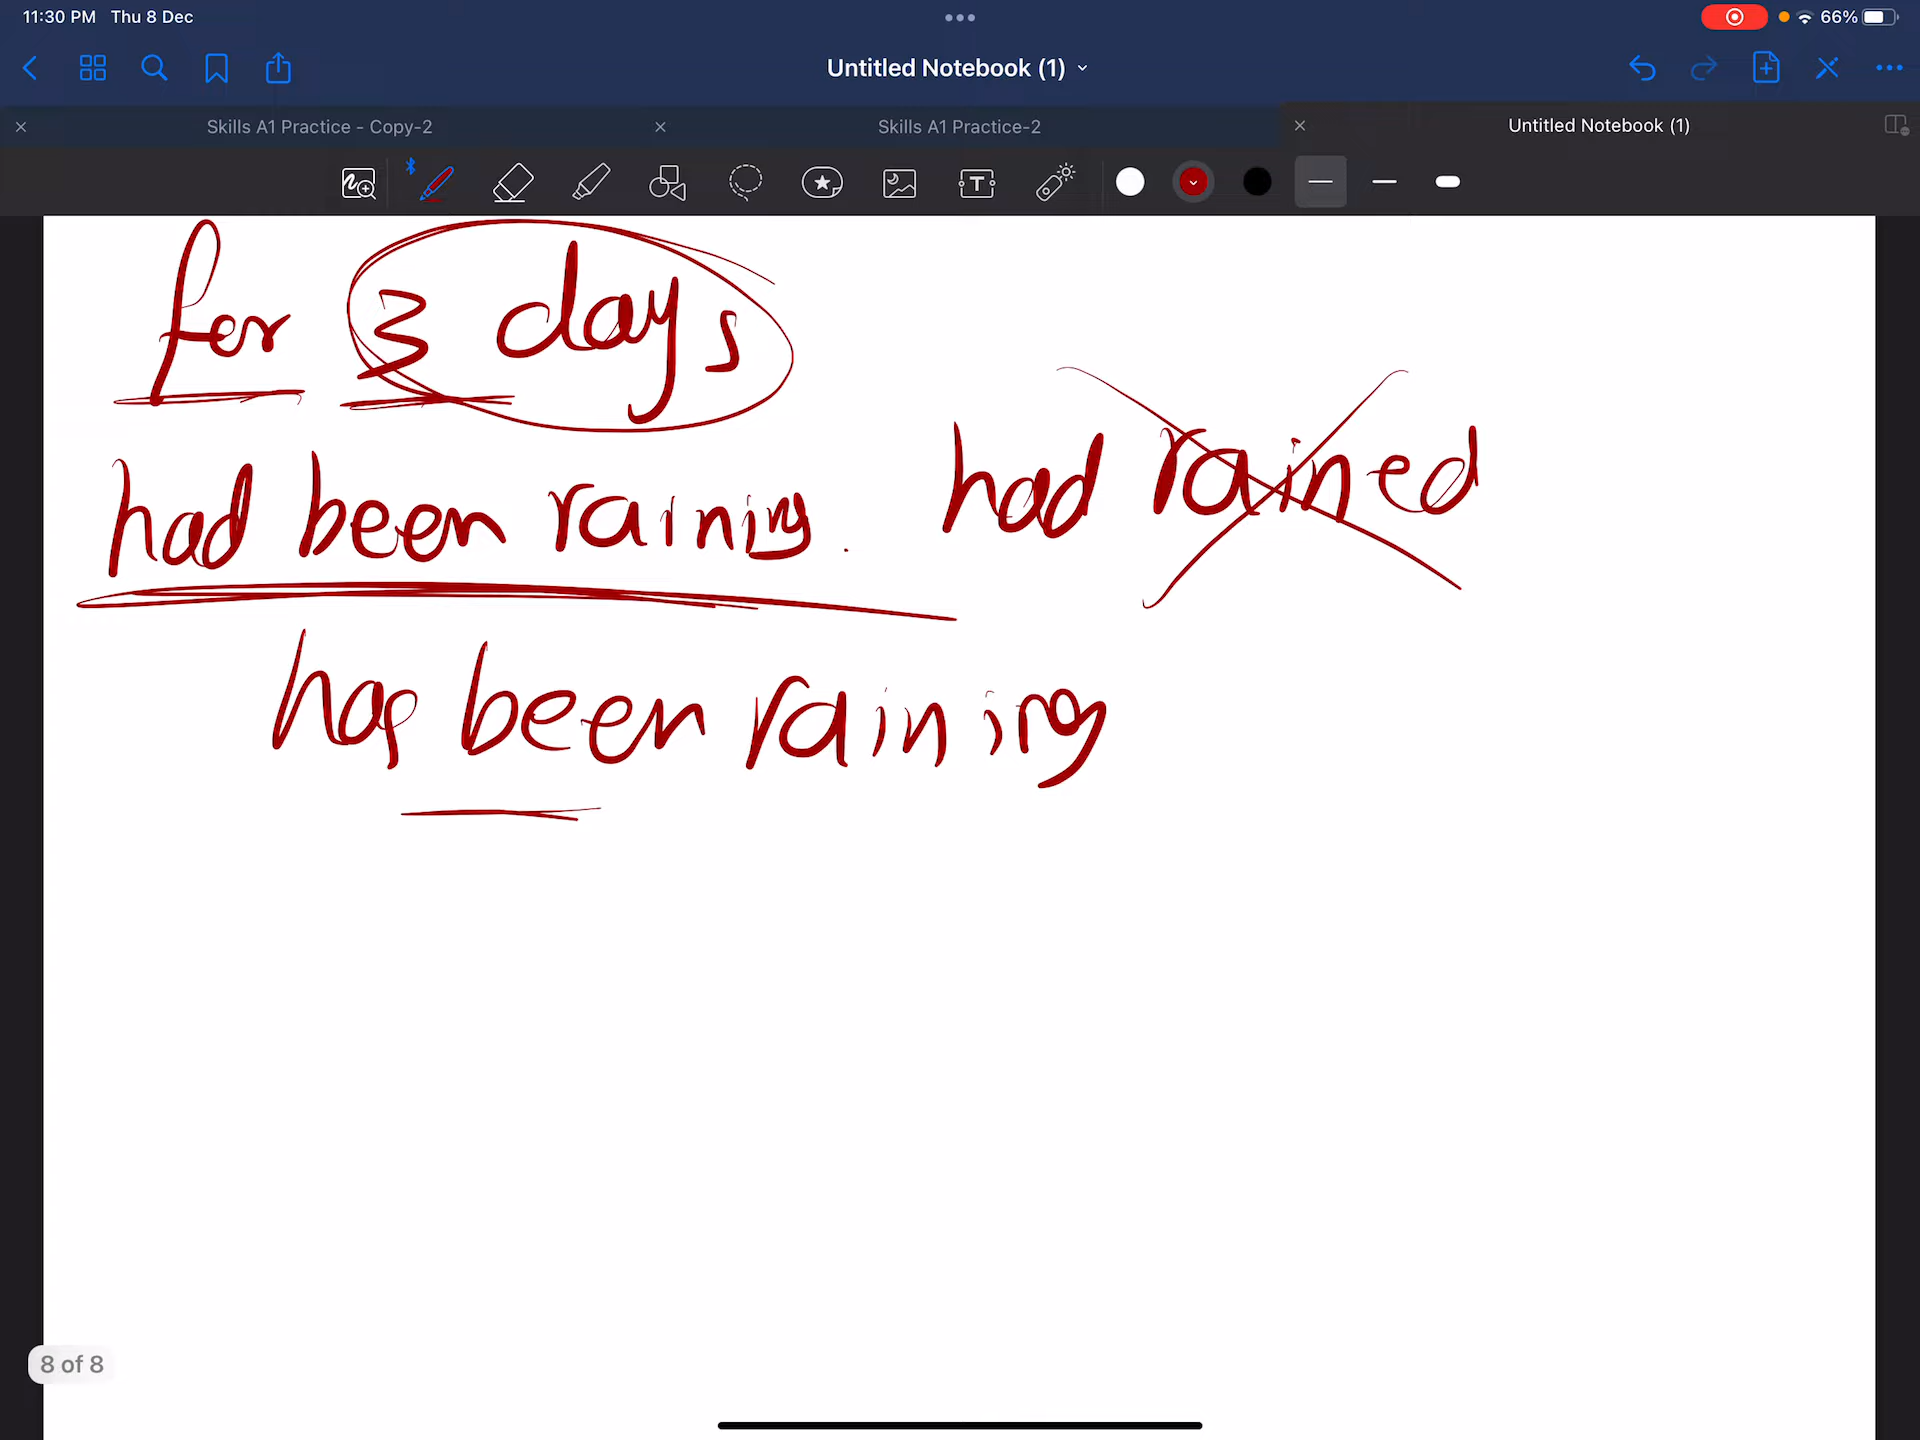 11:30 PM Thu 8 Dec
66%
Untitled Notebook (1)
Skills A1 Practice - Copy-2
Skills A1 Practice-2
Untitled Notebook (1)
T
for 3 days
had been raining. had rained
has been raining
8 of 8